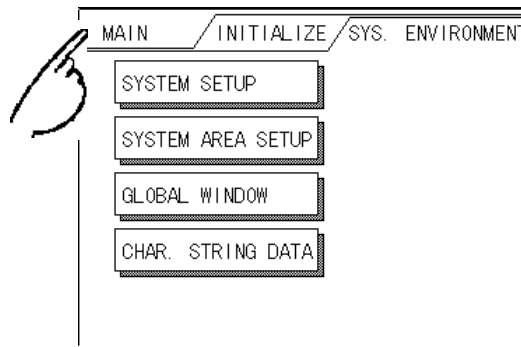 MAIN INITIALIZE SYS. ENVIRONMENT
SYSTEM SETUP
SYSTEM AREA SETUP
GLOBAL WINDOW
CHAR. STRING DATA